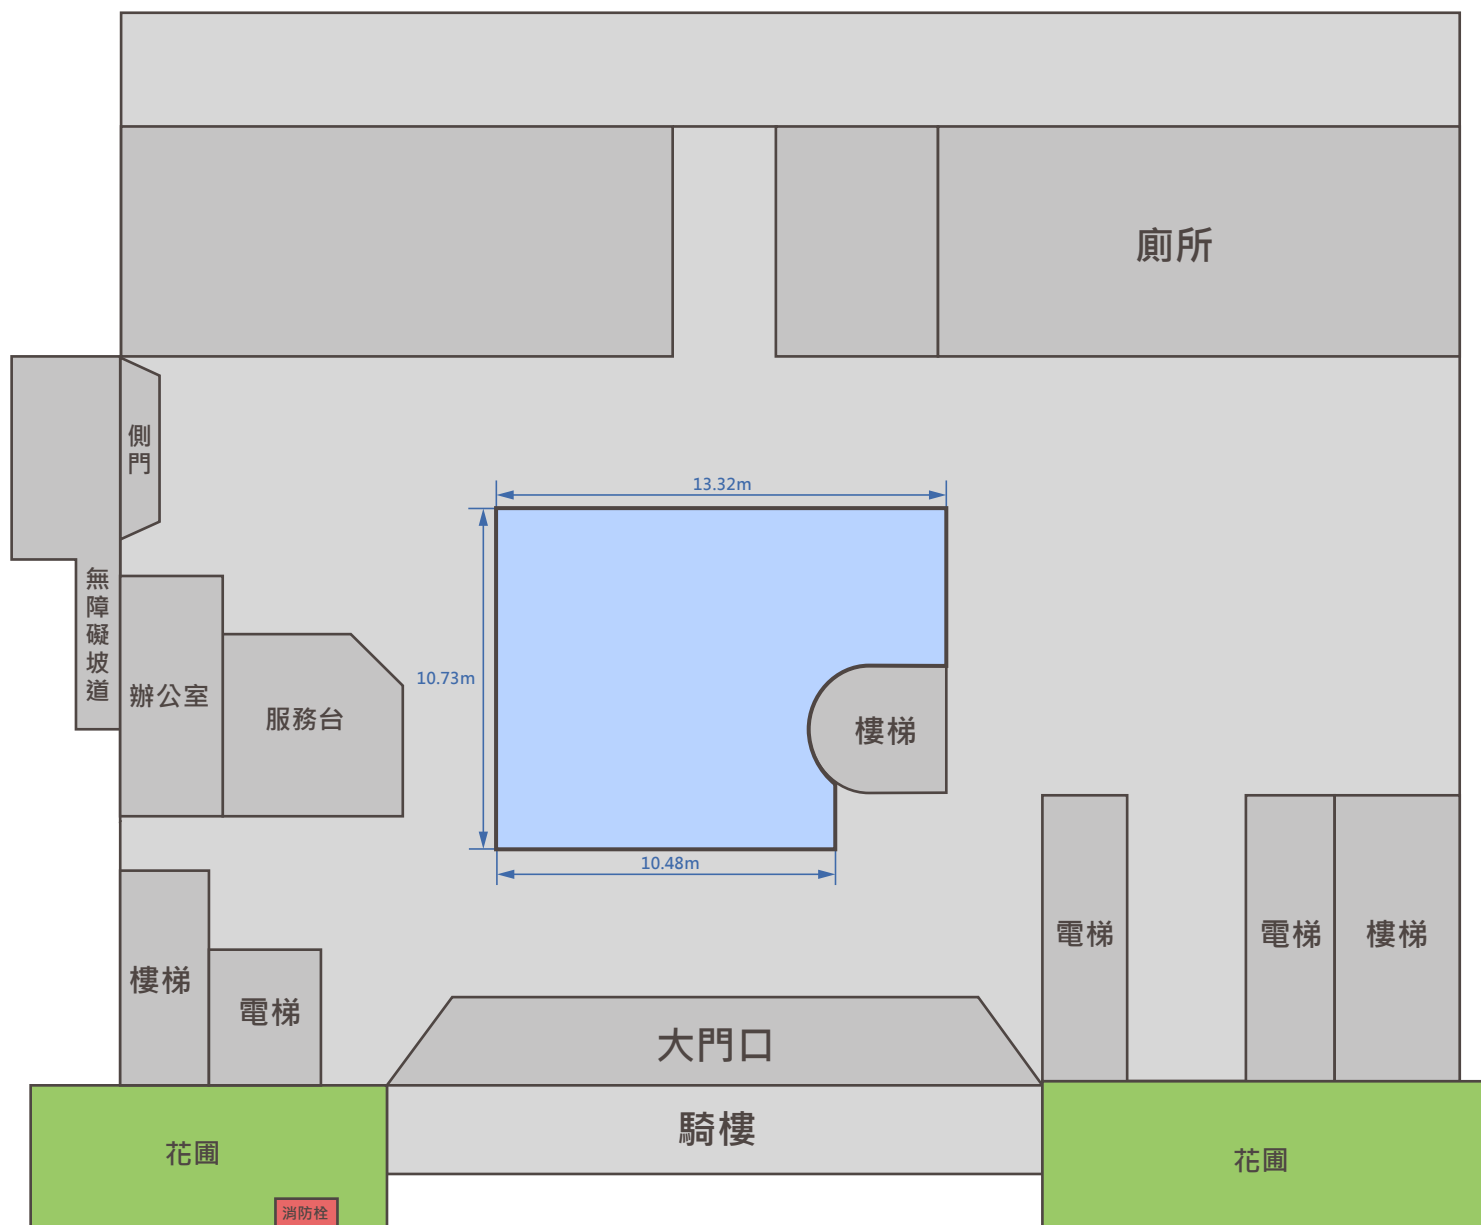 廁所
側門
13.32m
無障礙坡道
10.73m
辦公室
服務台
樓梯
10.48m
電梯
電梯
樓梯
樓梯
電梯
大門口
騎樓
花圃
花圃
消防栓